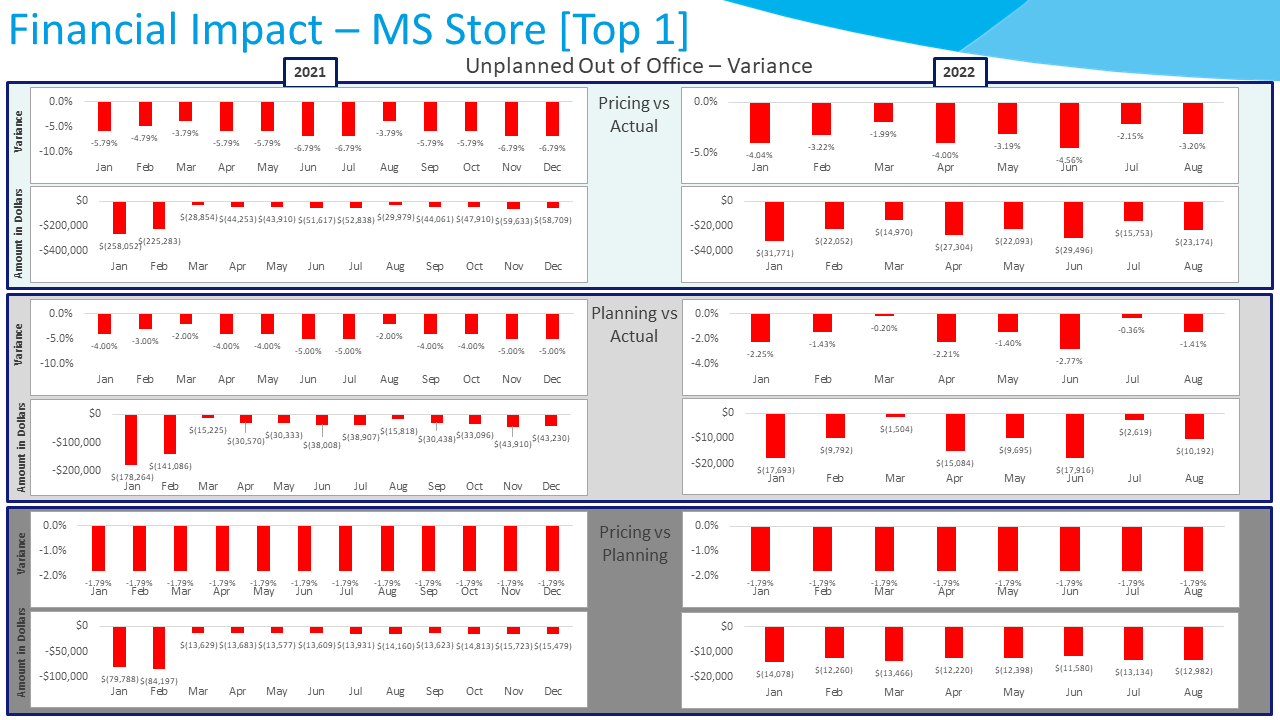 Financial Impact – MS Store [Top 1]
Unplanned Out of Office – Variance
2021
2022
Pricing vs
Actual
Variance
0.0%
-5.0%
-10.0%
-5.79% -4.79% -3.79% -5.79% -5.79% -6.79% -6.79% -3.79% -5.79% -5.79% -6.79% -6.79%
Jan Feb Mar Apr May Jun Jul Aug Sep Oct Nov Dec
0.0%
-5.0%
-4.04% -3.22% -1.99% -4.00% -3.19% -4.56% -2.15% -3.20%
Jan Feb Mar Apr May Jun Jul Aug
Amount in Dollars
$0
-$200,000
-$400,000
$(258,052) $(225,283) $(28,854) $(44,253) $(43,910) $(51,617) $(52,838) $(29,979) $(44,061) $(47,910) $(59,633) $(58,709)
Jan Feb Mar Apr May Jun Jul Aug Sep Oct Nov Dec
$0
-$20,000
-$40,000
$(31,771) $(22,052) $(14,970) $(27,304) $(22,093) $(29,496) $(15,753) $(23,174)
Jan Feb Mar Apr May Jun Jul Aug
Planning vs
Actual
Variance
0.0%
-5.0%
-10.0%
-4.00% -3.00% -2.00% -4.00% -4.00% -5.00% -5.00% -2.00% -4.00% -4.00% -5.00% -5.00%
Jan Feb Mar Apr May Jun Jul Aug Sep Oct Nov Dec
0.0%
-2.0%
-4.0%
-2.25% -1.43% -0.20% -2.21% -1.40% -2.77% -0.36% -1.41%
Jan Feb Mar Apr May Jun Jul Aug
Amount in Dollars
$0
-$100,000
-$200,000
$(178,264) $(141,086) $(15,225) $(30,570) $(30,333) $(38,008) $(38,907) $(15,818) $(30,438) $(33,096) $(43,910) $(43,230)
Jan Feb Mar Apr May Jun Jul Aug Sep Oct Nov Dec
$0
-$10,000
-$20,000
$(17,693) $(9,792) $(1,504) $(15,084) $(9,695) $(17,916) $(2,619) $(10,192)
Jan Feb Mar Apr May Jun Jul Aug
Pricing vs
Planning
Variance
0.0%
-1.0%
-2.0%
-1.79% -1.79% -1.79% -1.79% -1.79% -1.79% -1.79% -1.79% -1.79% -1.79% -1.79% -1.79%
Jan Feb Mar Apr May Jun Jul Aug Sep Oct Nov Dec
0.0%
-1.0%
-2.0%
-1.79% -1.79% -1.79% -1.79% -1.79% -1.79% -1.79% -1.79%
Jan Feb Mar Apr May Jun Jul Aug
Amount in Dollars
$0
-$50,000
-$100,000
$(79,788) $(84,197) $(13,629) $(13,683) $(13,577) $(13,609) $(13,931) $(14,160) $(13,623) $(14,813) $(15,723) $(15,479)
Jan Feb Mar Apr May Jun Jul Aug Sep Oct Nov Dec
$0
-$10,000
-$20,000
$(14,078) $(12,260) $(13,466) $(12,220) $(12,398) $(11,580) $(13,134) $(12,982)
Jan Feb Mar Apr May Jun Jul Aug